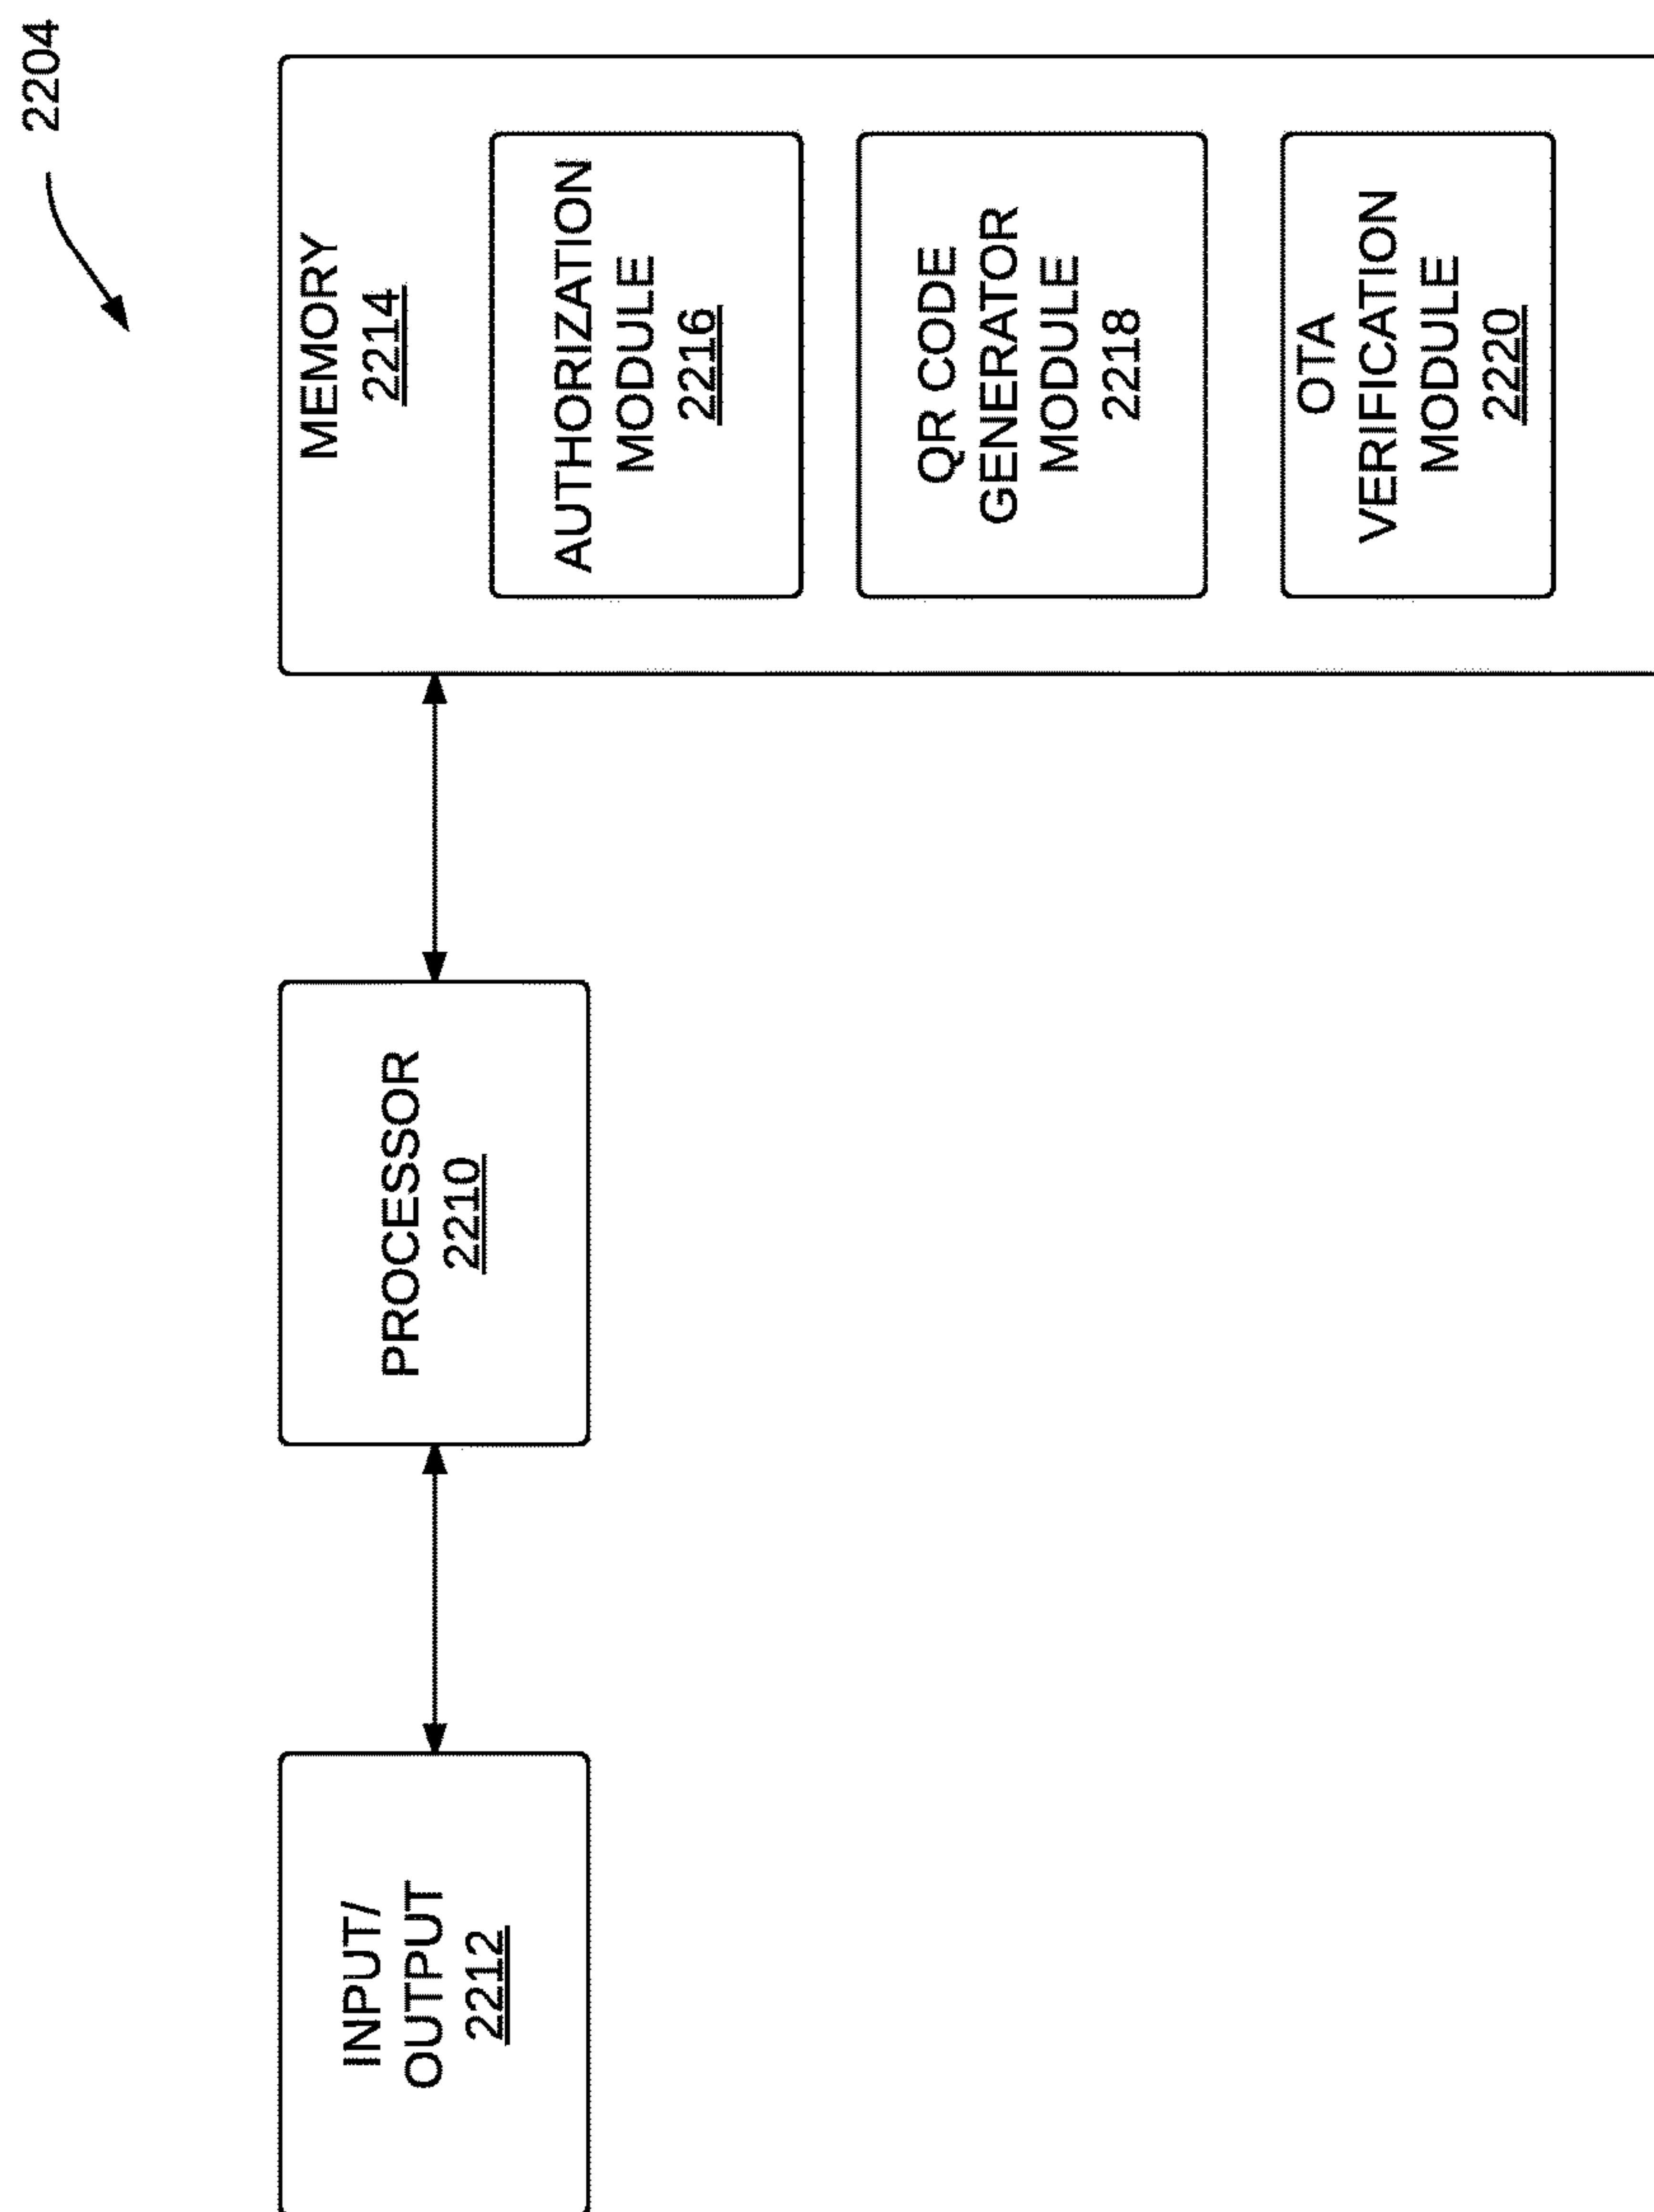 2204
INPUT/
OUTPUT
2212
PROCESSOR
2210
MEMORY
2214
AUTHORIZATION
MODULE
2216
QR CODE
GENERATOR
MODULE
2218
OTA
VERIFICATION
MODULE
2220